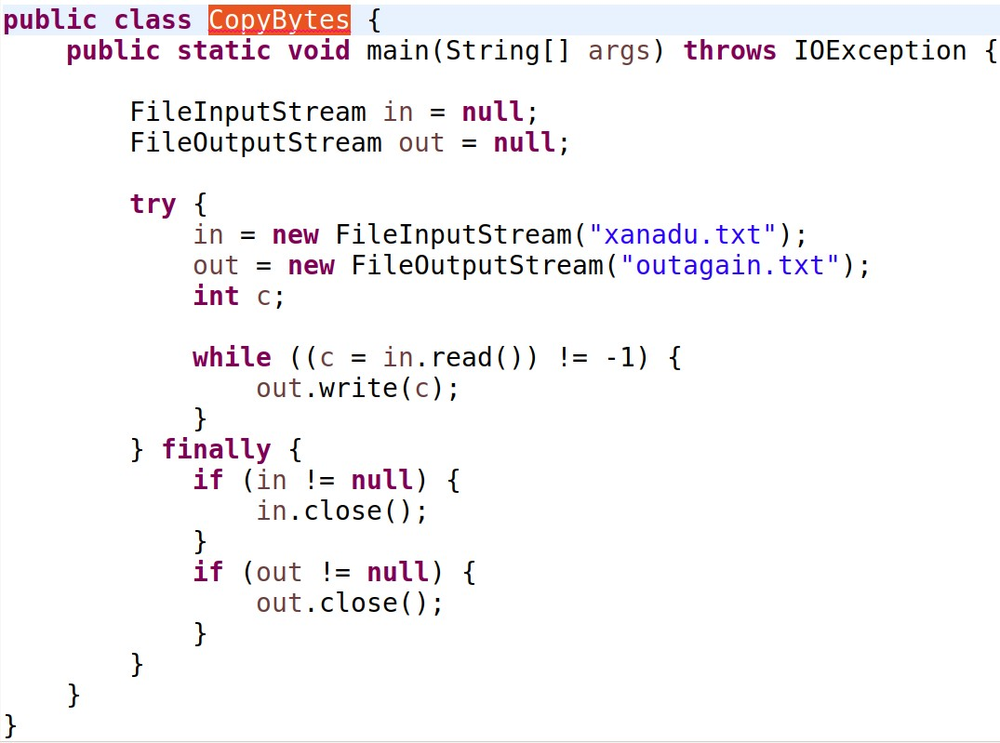 public class CopyBytes {
    public static void main(String[] args) throws IOException {

        FileInputStream in = null;
        FileOutputStream out = null;

        try {
            in = new FileInputStream("xanadu.txt");
            out = new FileOutputStream("outagain.txt");
            int c;

            while ((c = in.read()) != -1) {
                out.write(c);
            }
        } finally {
            if (in != null) {
                in.close();
            }
            if (out != null) {
                out.close();
            }
        }
    }
}